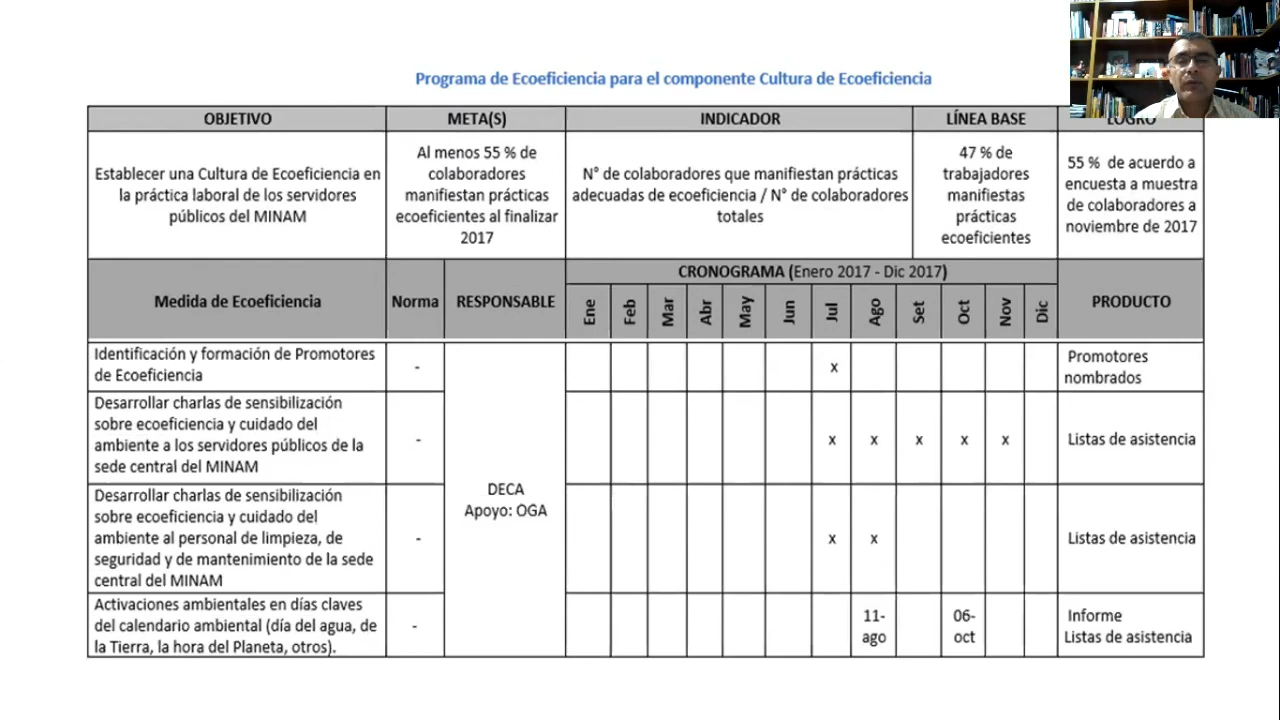 Programa de Ecoeficiencia para el componente Cultura de Ecoeficiencia
OBJETIVO
META(S)
INDICADOR
LÍNEA BASE
LOGRO
Establecer una Cultura de Ecoeficiencia en
la práctica laboral de los servidores
públicos del MINAM
Al menos 55 % de
colaboradores
manifiestan prácticas
ecoeficientes al finalizar
2017
N° de colaboradores que manifiestan prácticas
adecuadas de ecoeficiencia / N° de colaboradores
totales
47 % de
trabajadores
manifiestas
prácticas
ecoeficientes
55 % de acuerdo a
encuesta a muestra
de colaboradores a
noviembre de 2017
Medida de Ecoeficiencia
Norma
RESPONSABLE
CRONOGRAMA (Enero 2017 - Dic 2017)
Ene
Feb
Mar
Abr
May
Jun
Jul
Ago
Set
Oct
Nov
Dic
PRODUCTO
Identificación y formación de Promotores
de Ecoeficiencia
-
x
Promotores
nombrados
Desarrollar charlas de sensibilización
sobre ecoeficiencia y cuidado del
ambiente a los servidores públicos de la
sede central del MINAM
-
x
x
x
x
x
Listas de asistencia
DECA
Apoyo: OGA
Desarrollar charlas de sensibilización
sobre ecoeficiencia y cuidado del
ambiente al personal de limpieza, de
seguridad y de mantenimiento de la sede
central del MINAM
-
x
x
Listas de asistencia
Activaciones ambientales en días claves
del calendario ambiental (día del agua, de
la Tierra, la hora del Planeta, otros).
-
11-
ago
06-
oct
Informe
Listas de asistencia